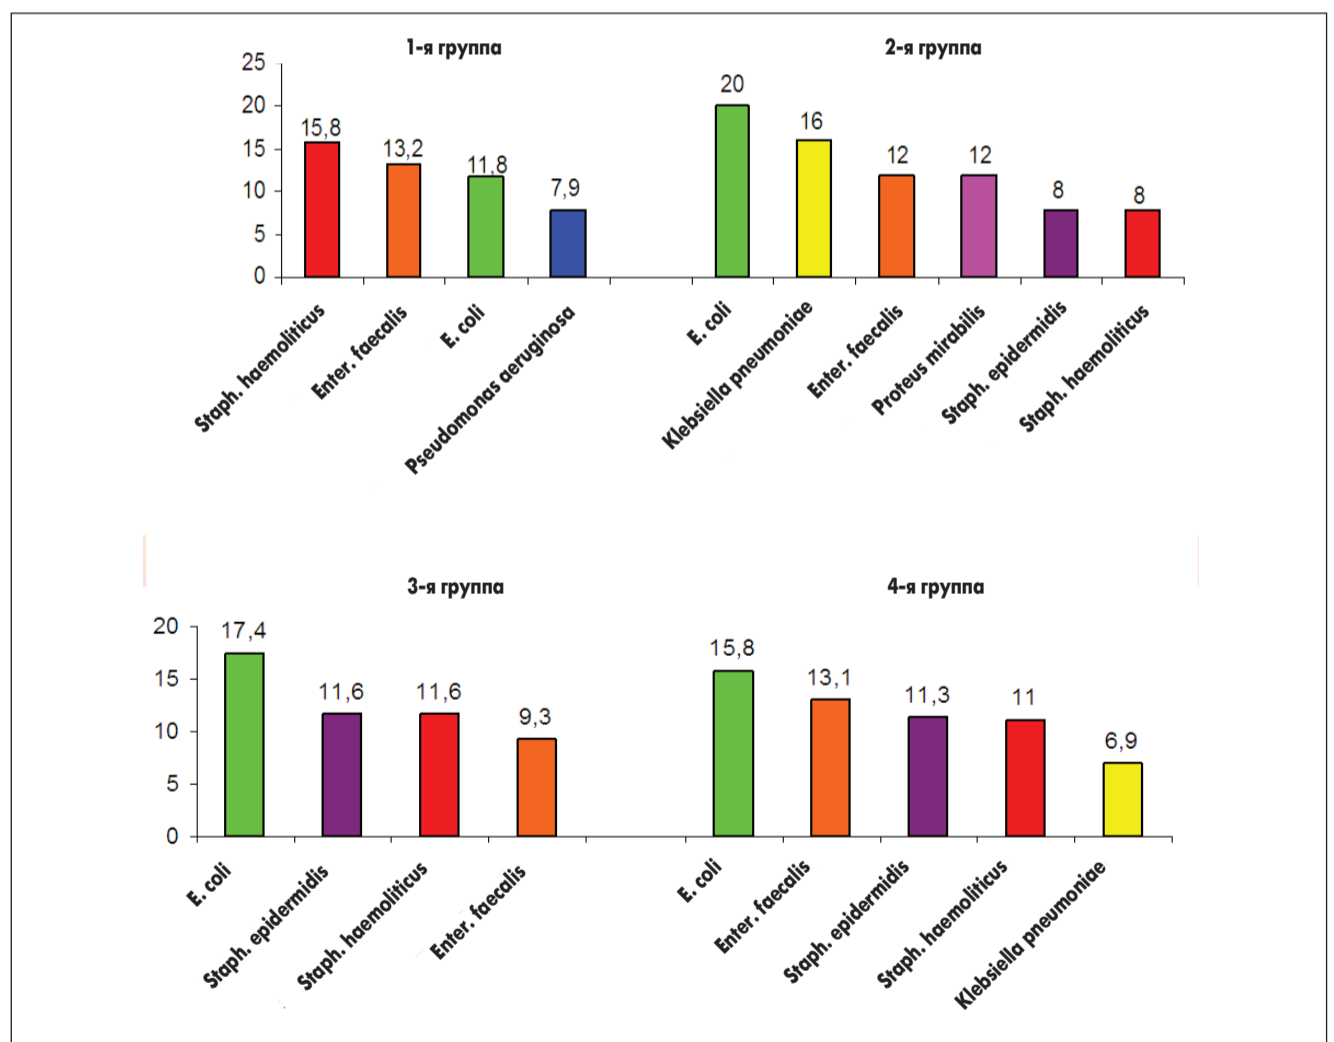 1-я группа
2-я группа
25
20
15
10
5
0
15,8
13,2
11,8
7,9
20
16
12
12
8
8
Staph. haemoliticus
Enter. faecalis
E. coli
Pseudomonas aeruginosa
E. coli
Klebsiella pneumoniae
Enter. faecalis
Proteus mirabilis
Staph. epidermidis
Staph. haemoliticus
3-я группа
4-я группа
20
15
10
5
0
17,4
11,6
11,6
9,3
15,8
13,1
11,3
11
6,9
E. coli
Staph. epidermidis
Staph. haemoliticus
Enter. faecalis
E. coli
Enter. faecalis
Staph. epidermidis
Staph. haemoliticus
Klebsiella pneumoniae